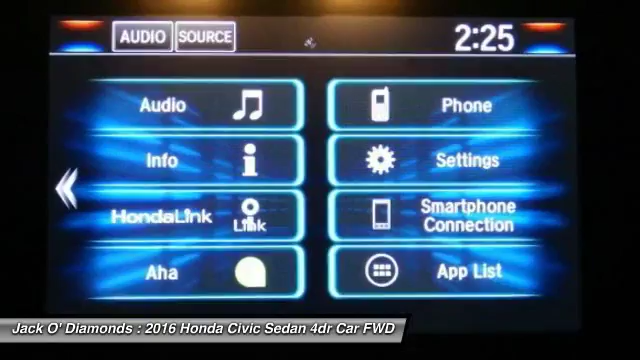 AUDIO SOURCE 2:25
Audio Phone
Info Settings
HondaLink Link Smartphone
Connection
Aha App List
Jack O' Diamonds : 2016 Honda Civic Sedan 4dr Car FWD